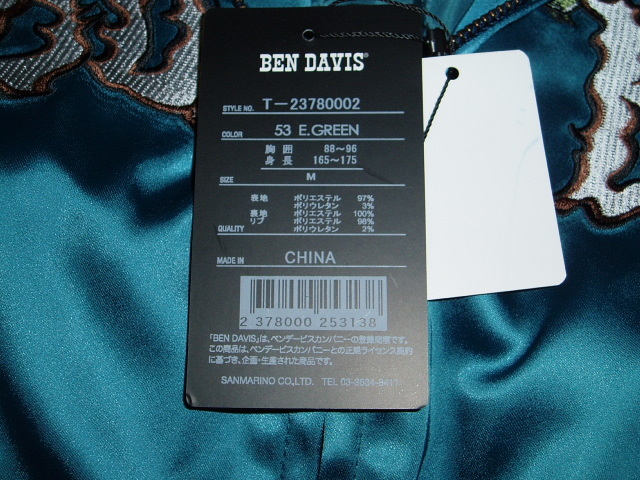 BEN DAVIS®
STYLE NO. T-23780002
COLOR 53 E.GREEN
胸囲 88~96
身長 165~175
SIZE M
表地 ポリエステル 97%
ポリウレタン 3%
裏地 ポリエステル 100%
リブ ポリエステル 98%
QUALITY ポリウレタン 2%
MADE IN CHINA
2 378000 253138
「BEN DAVIS」は、ベンデービスカンパニーの登録商標です。
この商品は、ベンデービスカンパニーとの正規ライセンス契約
に基づき、企画・生産された商品です。
SANMARINO CO.,LTD. TEL 03-3634-9411